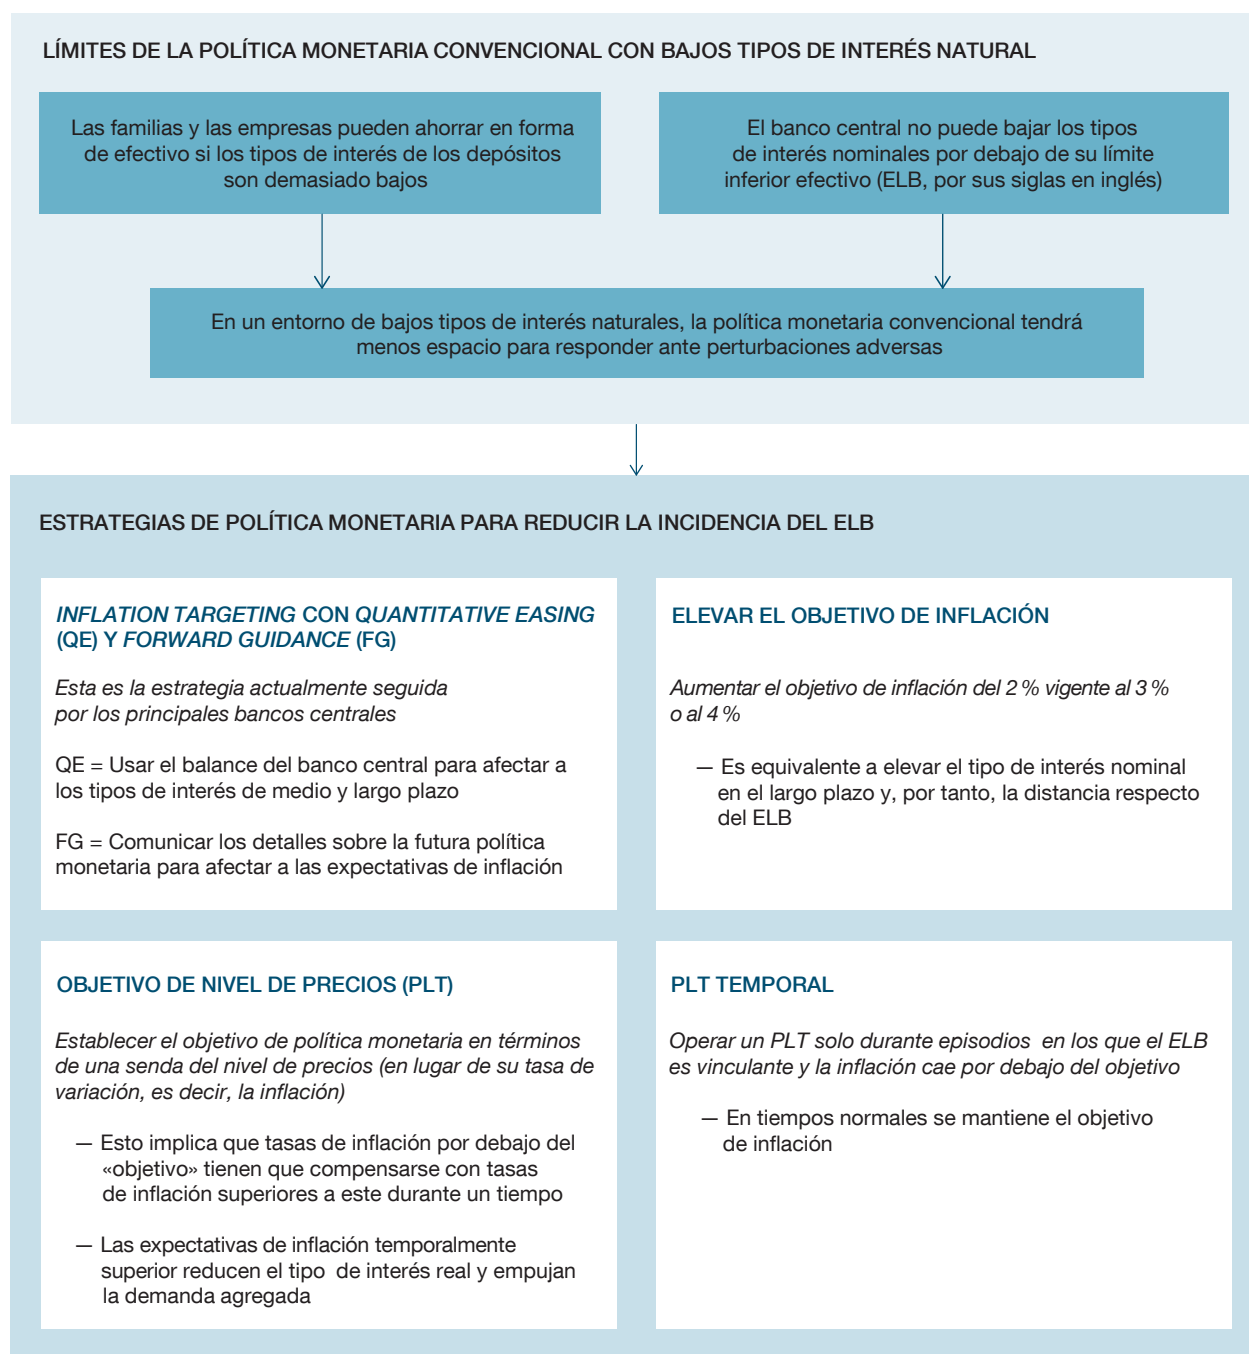 LÍMITES DE LA POLÍTICA MONETARIA CONVENCIONAL CON BAJOS TIPOS DE INTERÉS NATURAL
Las familias y las empresas pueden ahorrar en forma
de efectivo si los tipos de interés de los depósitos
son demasiado bajos
El banco central no puede bajar los tipos
de interés nominales por debajo de su límite
inferior efectivo (ELB, por sus siglas en inglés)
En un entorno de bajos tipos de interés naturales, la política monetaria convencional tendrá
menos espacio para responder ante perturbaciones adversas
ESTRATEGIAS DE POLÍTICA MONETARIA PARA REDUCIR LA INCIDENCIA DEL ELB
INFLATION TARGETING CON QUANTITATIVE EASING
(QE) Y FORWARD GUIDANCE (FG)
Esta es la estrategia actualmente seguida
por los principales bancos centrales
QE = Usar el balance del banco central para afectar a
los tipos de interés de medio y largo plazo
FG = Comunicar los detalles sobre la futura política
monetaria para afectar a las expectativas de inflación
ELEVAR EL OBJETIVO DE INFLACIÓN
Aumentar el objetivo de inflación del 2 % vigente al 3 %
o al 4 %
— Es equivalente a elevar el tipo de interés nominal
en el largo plazo y, por tanto, la distancia respecto
del ELB
OBJETIVO DE NIVEL DE PRECIOS (PLT)
Establecer el objetivo de política monetaria en términos
de una senda del nivel de precios (en lugar de su tasa de
variación, es decir, la inflación)
— Esto implica que tasas de inflación por debajo del
«objetivo» tienen que compensarse con tasas
de inflación superiores a este durante un tiempo
— Las expectativas de inflación temporalmente
superior reducen el tipo de interés real y empujan
la demanda agregada
PLT TEMPORAL
Operar un PLT solo durante episodios en los que el ELB
es vinculante y la inflación cae por debajo del objetivo
— En tiempos normales se mantiene el objetivo
de inflación